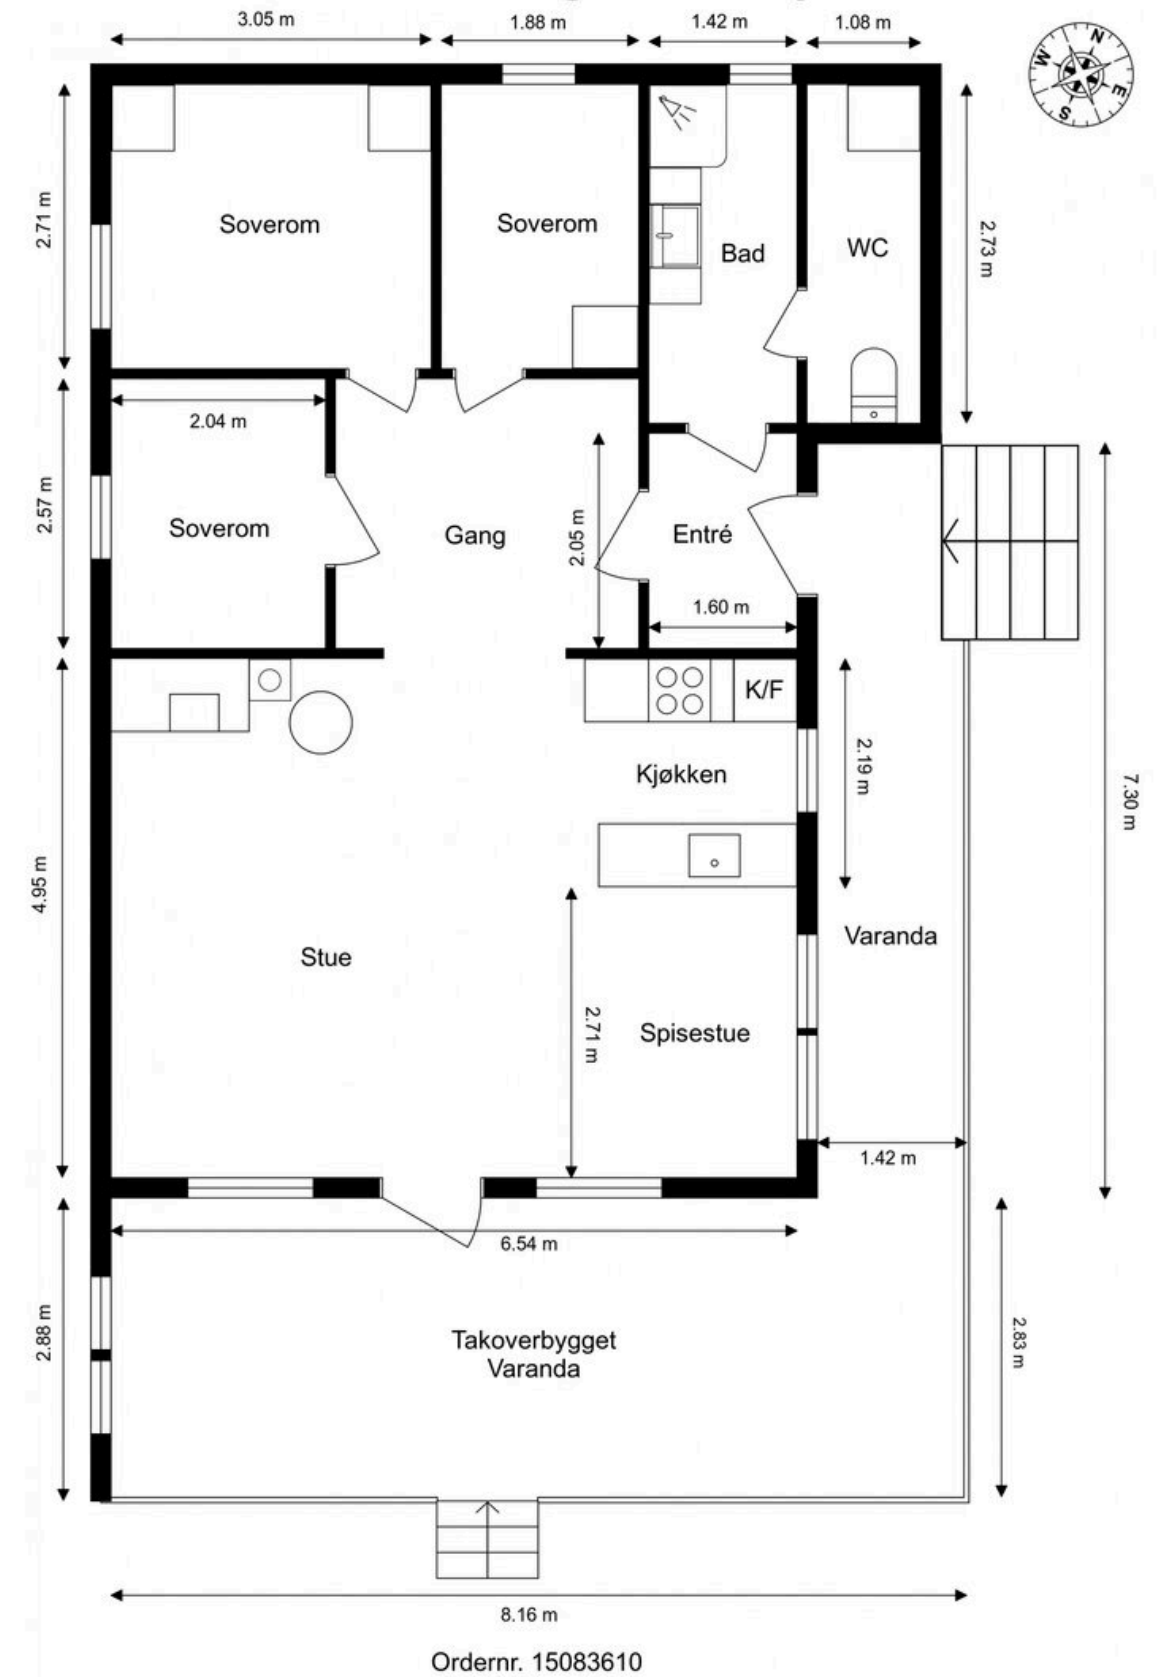 3.05 m
1.88 m
1.42 m
1.08 m
N
E
S
W
2.71 m
Soverom
Soverom
Bad
WC
2.73 m
2.04 m
2.57 m
Soverom
Gang
2.05 m
Entré
1.60 m
K/F
Kjøkken
2.19 m
7.30 m
4.95 m
Stue
Varanda
2.71 m
Spisestue
1.42 m
6.54 m
2.88 m
Takoverbygget
Varanda
2.83 m
8.16 m
Ordernr. 15083610